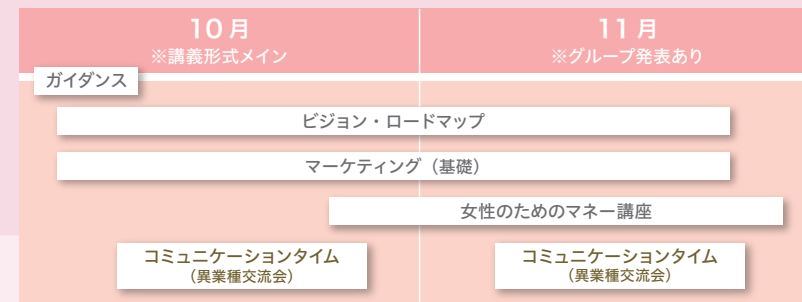 10月
※講義形式メイン
11月
※グループ発表あり
ガイダンス
ビジョン・ロードマップ
マーケティング（基礎）
女性のためのマネー講座
コミュニケーションタイム
（異業種交流会）
コミュニケーションタイム
（異業種交流会）